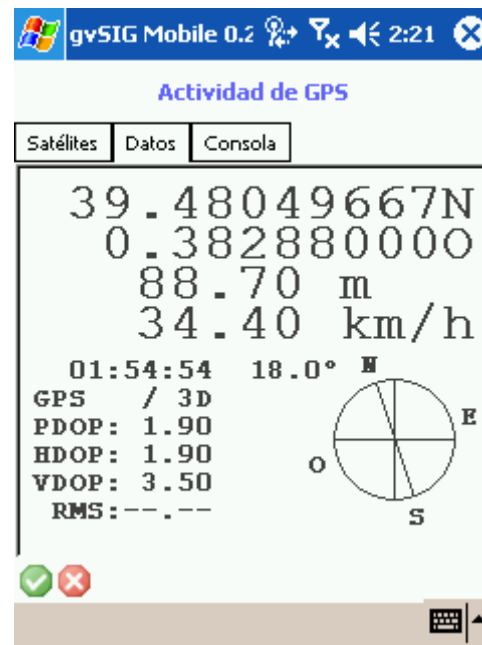 gvSIG Mobile 0.2 2:21
Actividad de GPS
Satélites Datos Consola
39.48049667N
0.38288000O
88.70 m
34.40 km/h
01:54:54 18.0°
GPS / 3D
PDOP: 1.90
HDOP: 1.90
VDOP: 3.50
RMS:--.--
N
E
O
S